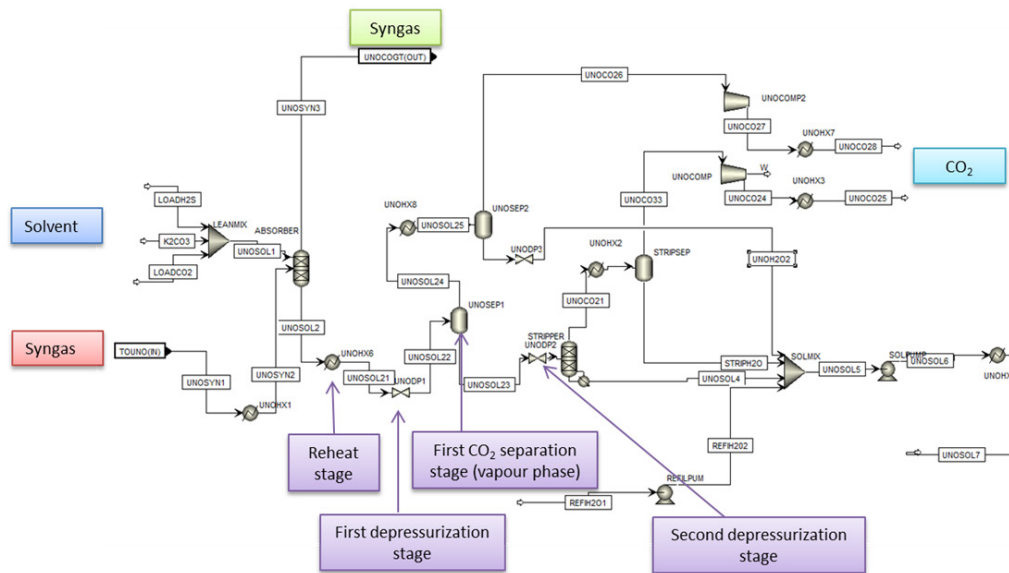 Syngas
UNOCOGT(OUT)
UNOCO26
UNOCOMP2
UNOSYN3
UNOCO27
UNOHX7
UNOCO28
CO2
UNOCOMP
W
UNOHX3
UNOCO24
UNOCO25
LOADH2S
UNOHX8
UNOSEP2
UNOCO33
Solvent
LEANMIX
ABSORBER
K2CO3
UNOSOL1
UNOSOL25
UNODP3
UNOHX2
STRIPSEP
UNOH2O2
LOADCO2
UNOSOL24
UNOCO21
UNOSEP1
UNOSOL2
STRIPPER
UNODP2
Syngas
TOUNO(IN)
UNOHX6
UNOSOL22
STRIPH2O
SOLMIX
SOLPUMP
UNOSOL6
UNOSYN1
UNOSYN2
UNOSOL21
UNODP1
UNOSOL23
UNOSOL4
UNOSOL5
UNOHX
UNOHX1
Reheat
stage
First CO2 separation
stage (vapour phase)
REFIH202
UNOSOL7
REFILPUM
REFIH2O1
First depressurization
stage
Second depressurization
stage